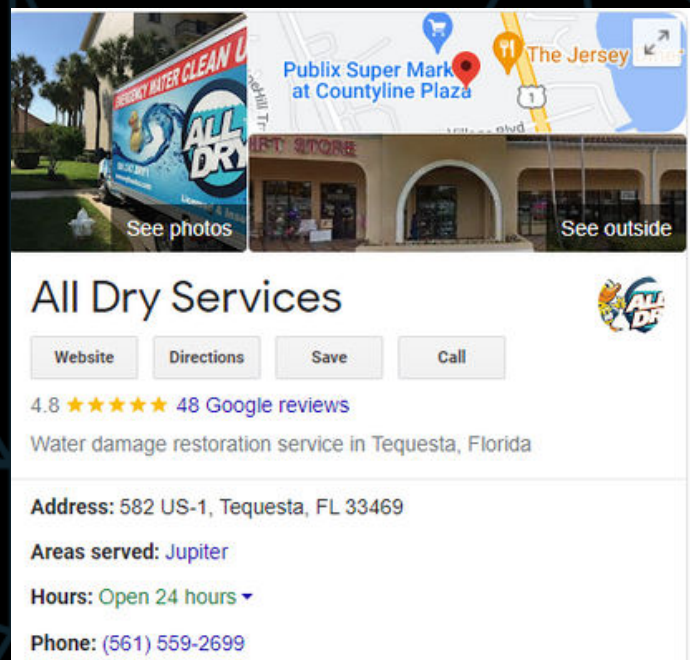 EMERGENCY WATER CLEAN U
ALL
DRY
See photos
Publix Super Mark
at Countyline Plaza
The Jersey
1
Village Blvd
STORE
See outside
All Dry Services
ALL
DR
Website
Directions
Save
Call
4.8
48 Google reviews
Water damage restoration service in Tequesta, Florida
Address: 582 US-1, Tequesta, FL 33469
Areas served: Jupiter
Hours: Open 24 hours
Phone: (561) 559-2699